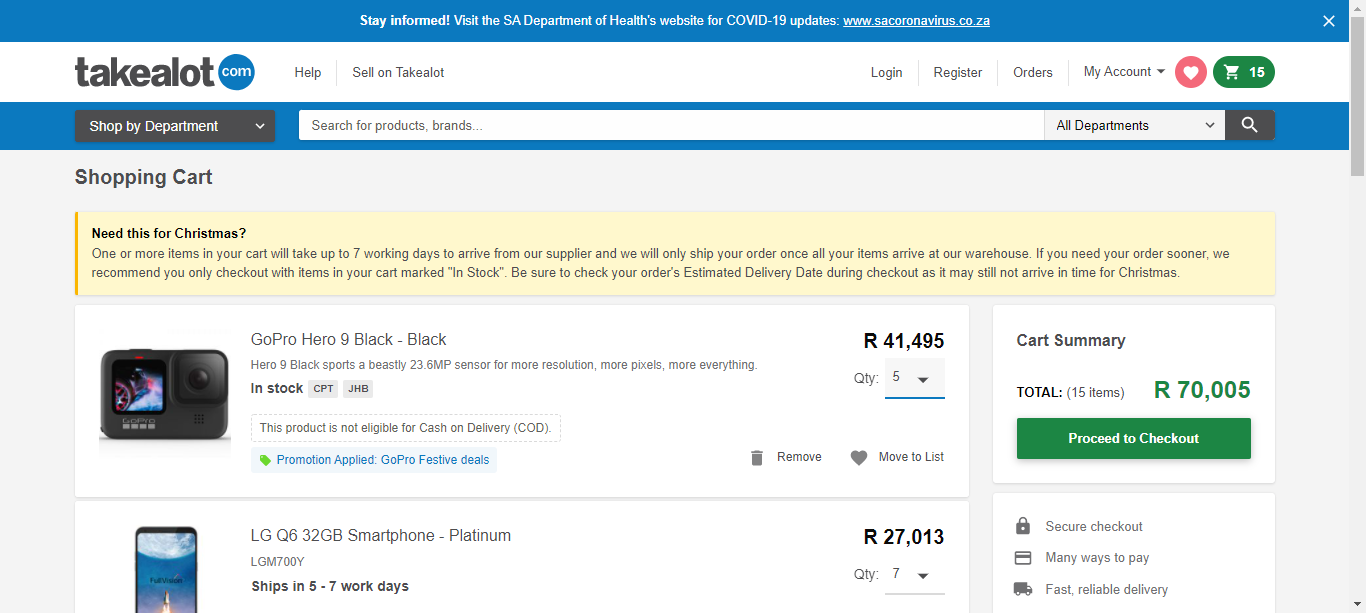 Stay informed! Visit the SA Department of Health's website for COVID-19 updates: www.sacoronavirus.co.za
takealot com
Help
Sell on Takealot
Login
Register
Orders
My Account
15
Shop by Department
Search for products, brands...
All Departments
Shopping Cart
Need this for Christmas?
One or more items in your cart will take up to 7 working days to arrive from our supplier and we will only ship your order once all your items arrive at our warehouse. If you need your order sooner, we
recommend you only checkout with items in your cart marked "In Stock". Be sure to check your order's Estimated Delivery Date during checkout as it may still not arrive in time for Christmas.
GoPro
GoPro Hero 9 Black - Black
R 41,495
Hero 9 Black sports a beastly 23.6MP sensor for more resolution, more pixels, more everything.
Qty: 5
In stock CPT JHB
This product is not eligible for Cash on Delivery (COD).
Promotion Applied: GoPro Festive deals
Remove
Move to List
Cart Summary
TOTAL: (15 items) R 70,005
Proceed to Checkout
FullVision
LG Q6 32GB Smartphone - Platinum
R 27,013
LGM700Y
Qty: 7
Ships in 5 - 7 work days
Secure checkout
Many ways to pay
Fast, reliable delivery